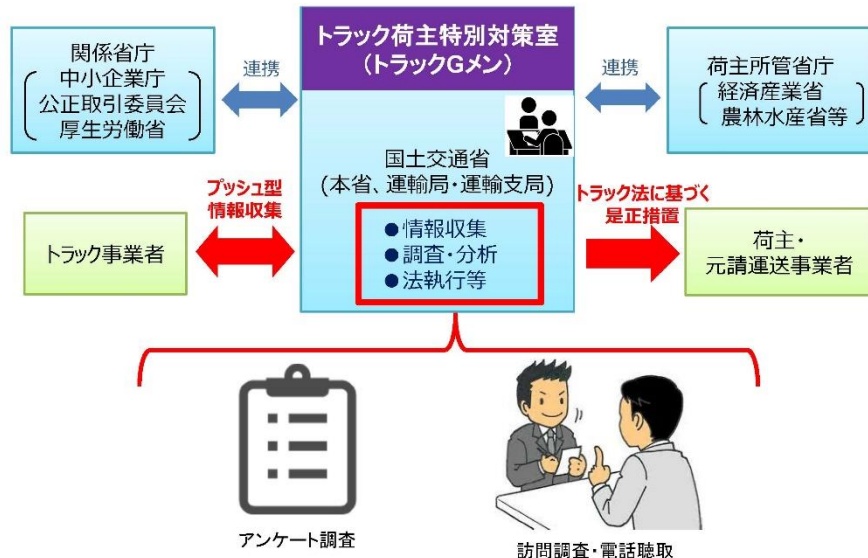 トラック荷主特別対策室
(トラックGメン)
関係省庁
中小企業庁
公正取引委員会
厚生労働省
連携
連携
荷主所管省庁
経済産業省
農林水産省等
国土交通省
(本省、運輸局・運輸支局)
プッシュ型
情報収集
トラック法に基づく
是正措置
トラック事業者
●情報収集
●調査・分析
●法執行等
荷主・
元請運送事業者
アンケート調査
訪問調査・電話聴取